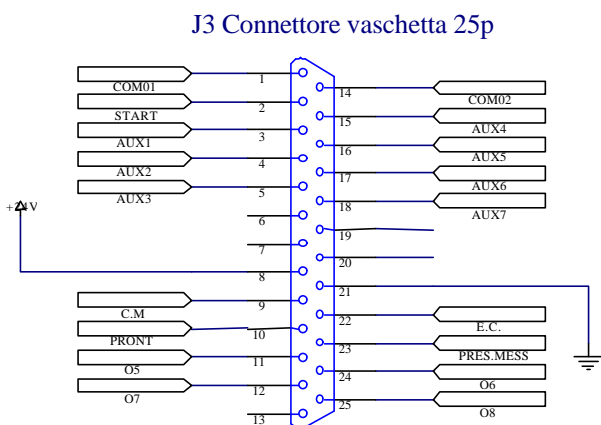 J3 Connettore vaschetta 25p
COM01
1
START
2
AUX1
3
AUX2
4
AUX3
5
+24V
6
7
8
C.M
9
PRONT
10
O5
11
O7
12
13
14
COM02
15
AUX4
16
AUX5
17
AUX6
18
AUX7
19
20
21
22
E.C.
23
PRES.MESS
24
O6
25
O8